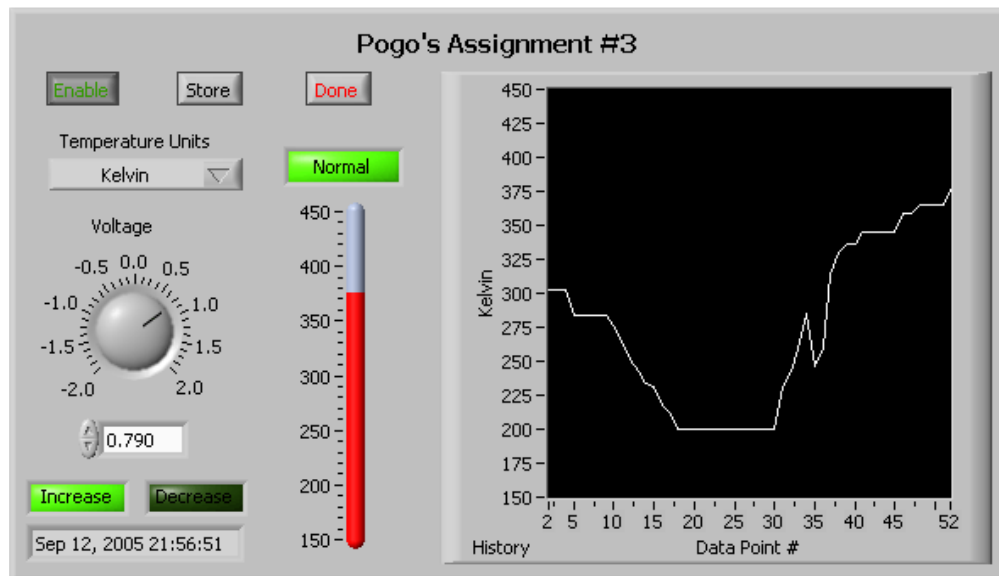 Pogo's Assignment #3
Enable Store Done
Temperature Units
Kelvin
Normal
Voltage
-2.0 -1.5 -1.0 -0.5 0.0 0.5 1.0 1.5 2.0
0.790
Increase Decrease
Sep 12, 2005 21:56:51
450
400
350
300
250
200
150
Kelvin
450
425
400
375
350
325
300
275
250
225
200
175
150
2 5 10 15 20 25 30 35 40 45 52
History Data Point #